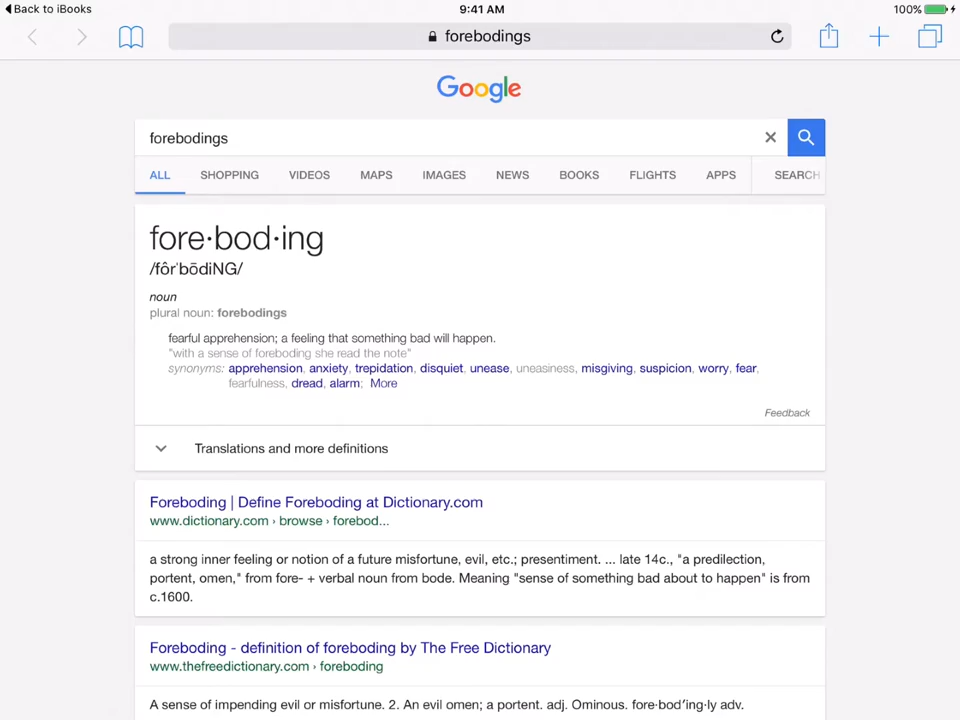 Back to iBooks
9:41 AM
100%
forebodings
Google
forebodings
ALL SHOPPING VIDEOS MAPS IMAGES NEWS BOOKS FLIGHTS APPS SEARCH
fore·bod·ing
/fôrˈbōdiNG/
noun
plural noun: forebodings
fearful apprehension; a feeling that something bad will happen.
"with a sense of foreboding she read the note"
synonyms: apprehension, anxiety, trepidation, disquiet, unease, uneasiness, misgiving, suspicion, worry, fear,
fearfulness, dread, alarm; More
Feedback
Translations and more definitions
Foreboding | Define Foreboding at Dictionary.com
www.dictionary.com › browse › forebod...
a strong inner feeling or notion of a future misfortune, evil, etc.; presentiment. ... late 14c., "a predilection,
portent, omen," from fore- + verbal noun from bode. Meaning "sense of something bad about to happen" is from
c.1600.
Foreboding - definition of foreboding by The Free Dictionary
www.thefreedictionary.com › foreboding
A sense of impending evil or misfortune. 2. An evil omen; a portent. adj. Ominous. fore·bod′ing·ly adv.